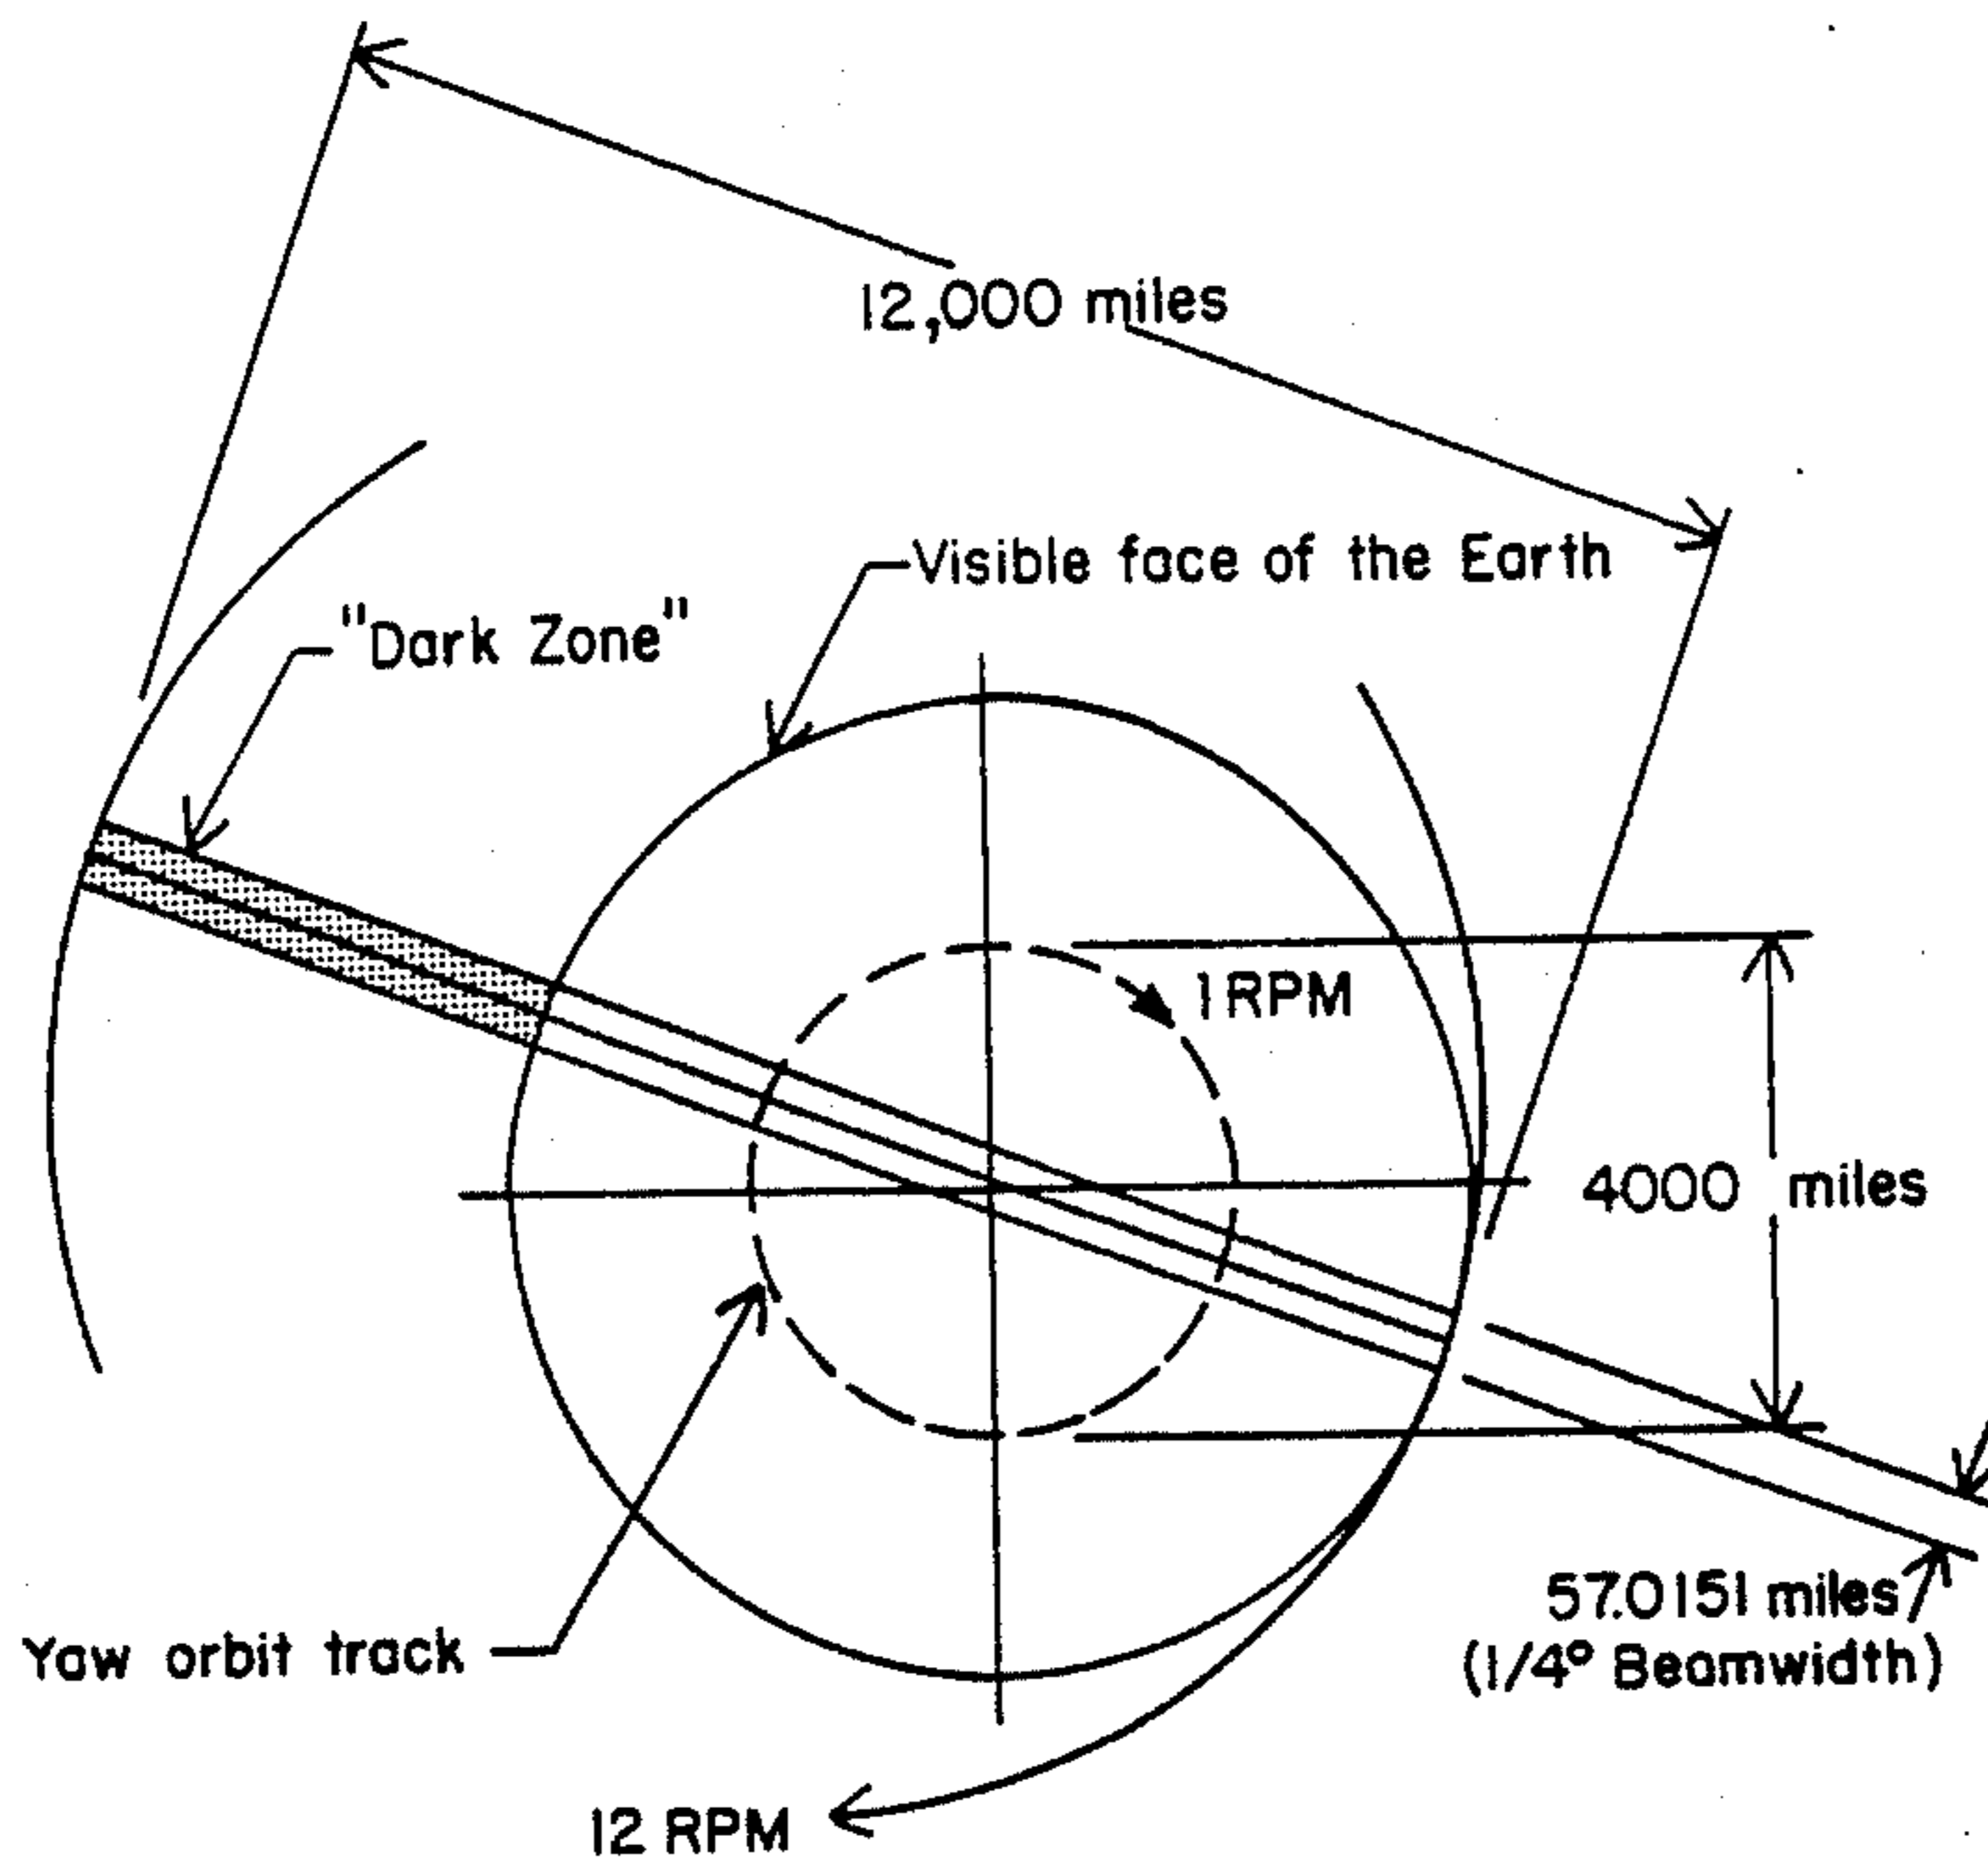 12,000 miles
Visible face of the Earth
"Dark Zone"
1 RPM
4000 miles
57.0151 miles
(1/4° Beamwidth)
Yaw orbit track
12 RPM